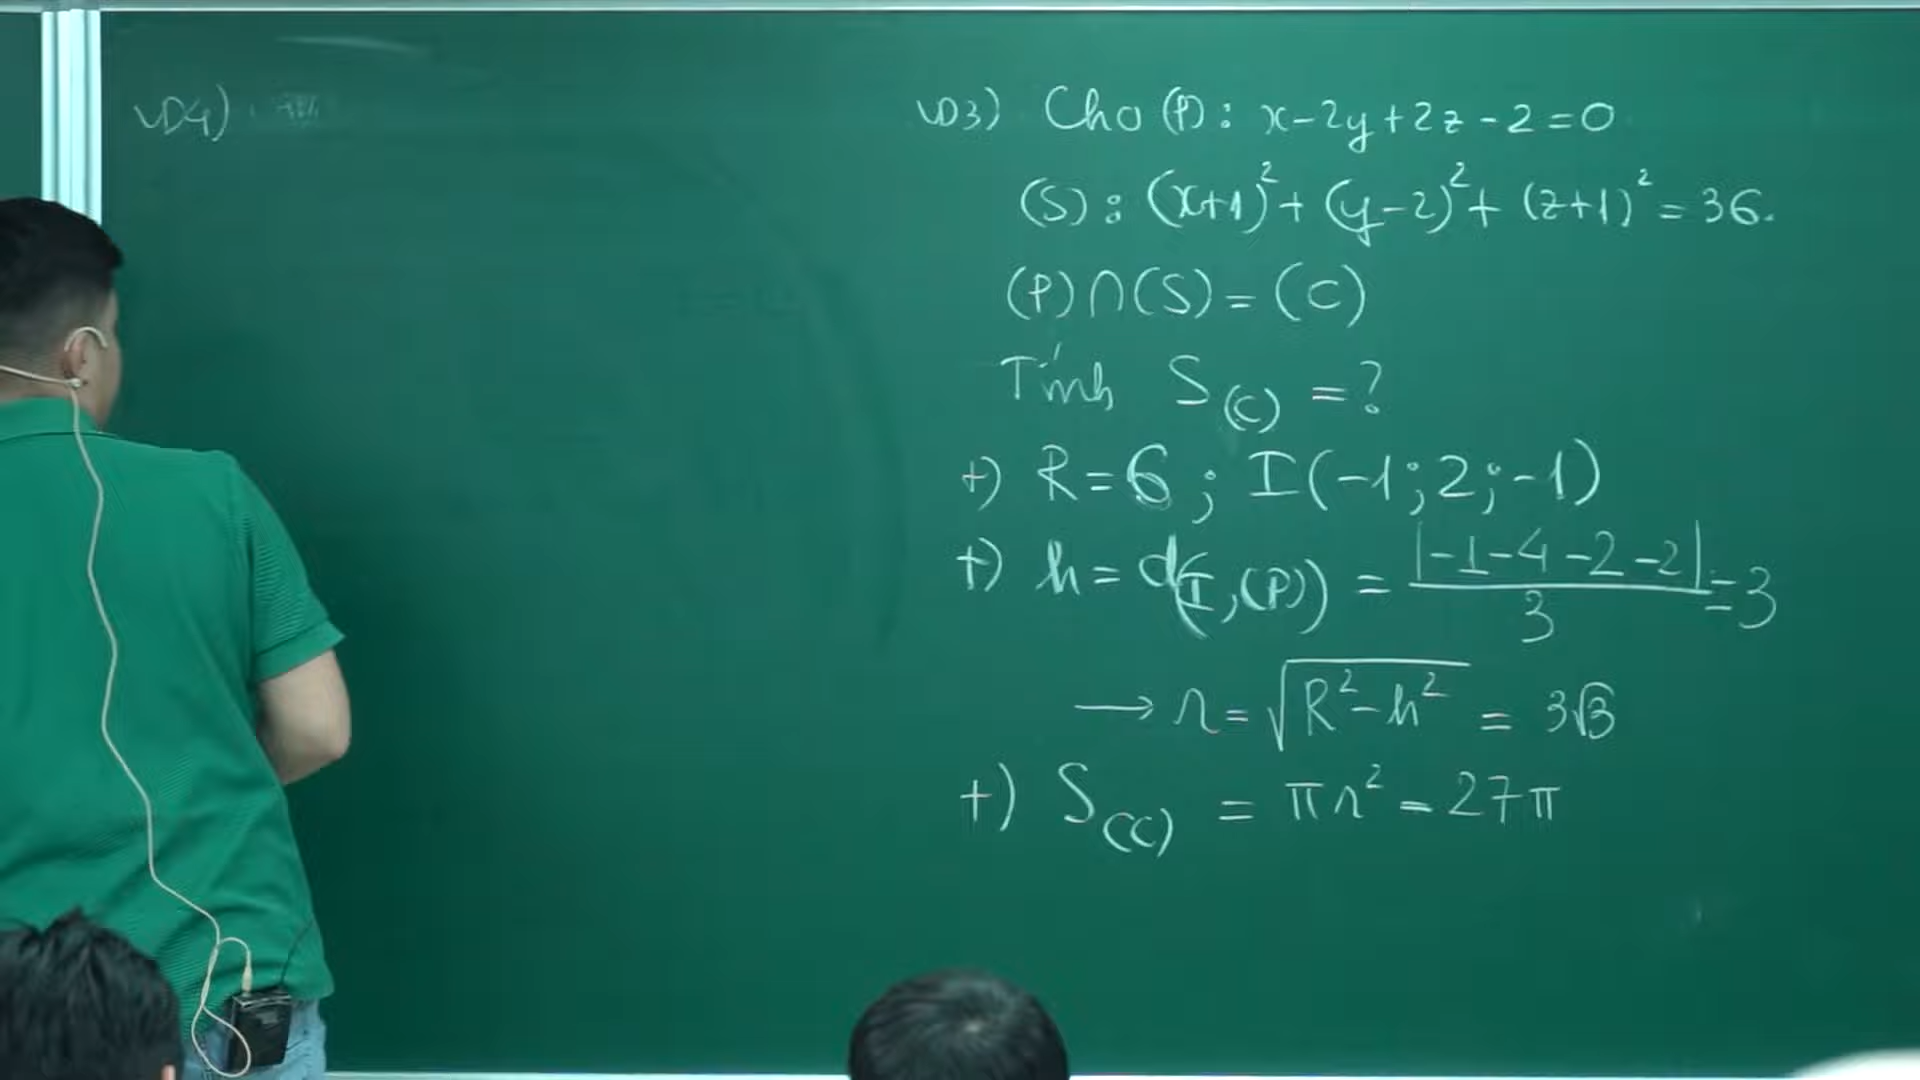 VD4)
VD3) Cho (P): x-2y+2z-2=0
(S): (x+1)²+(y-2)²+(z+1)²=36.
(P)∩(S)=(C)
Tính S(C) =?
+) R=6; I(-1;2;-1)
+) h=d(I,(P)) = |-1-4-2-2|/3=3
→ r=√(R²-h²) = 3√3
+) S(C) = πr² = 27π